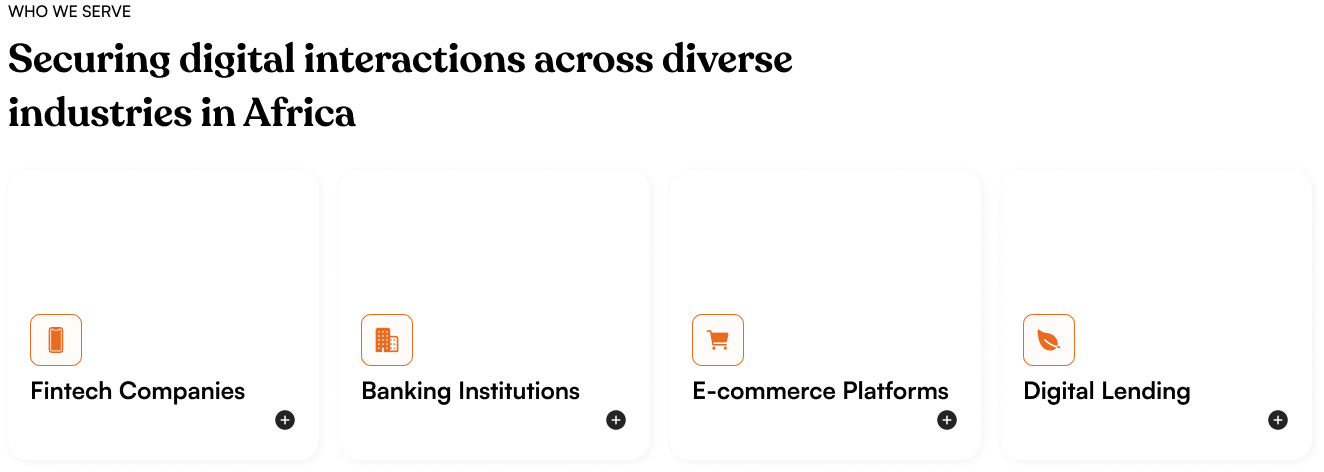 WHO WE SERVE
Securing digital interactions across diverse
industries in Africa
Fintech Companies
Banking Institutions
E-commerce Platforms
Digital Lending